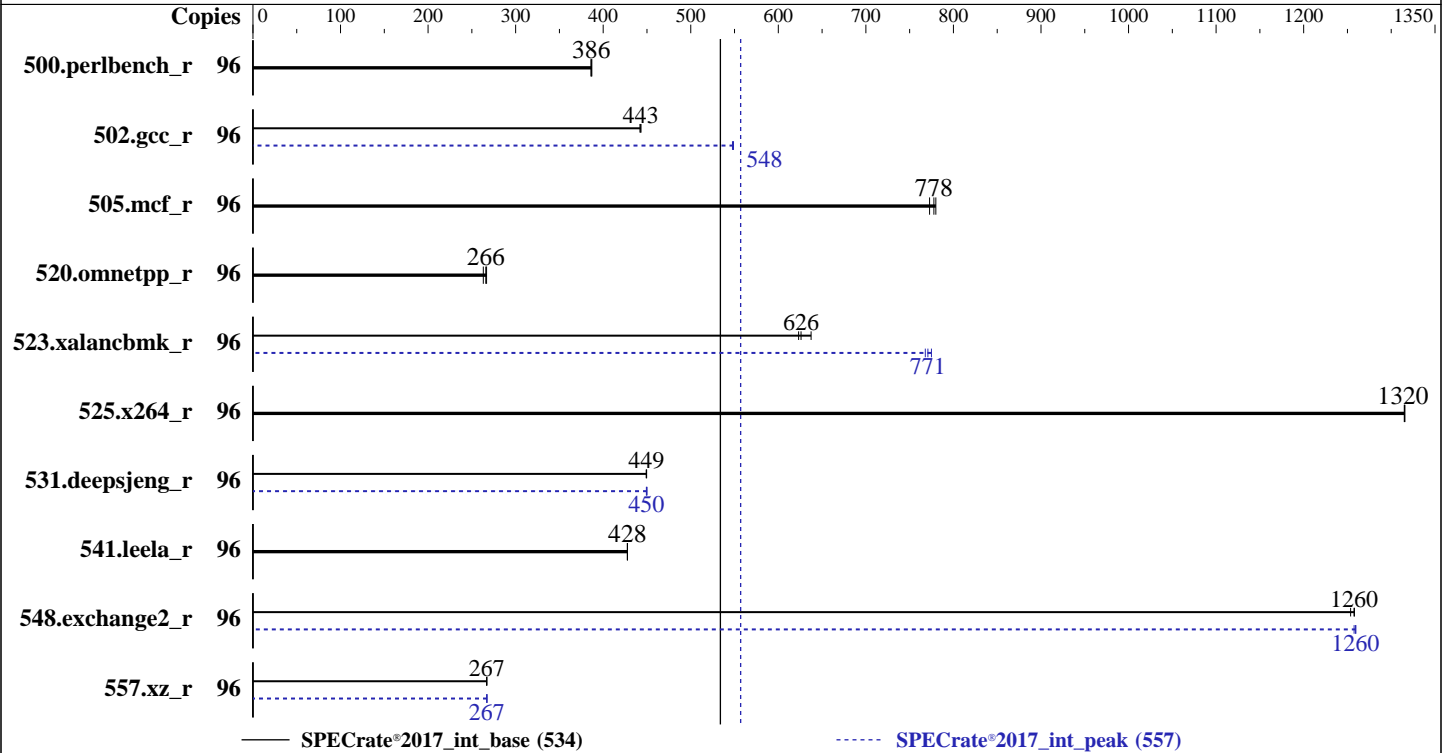 Copies 0 100 200 300 400 500 600 700 800 900 1000 1100 1200 1350
386
500.perlbench_r 96
443
502.gcc_r 96
548
778
505.mcf_r 96
266
520.omnetpp_r 96
626
523.xalancbmk_r 96
771
1320
525.x264_r 96
449
531.deepsjeng_r 96
450
428
541.leela_r 96
1260
548.exchange2_r 96
1260
267
557.xz_r 96
267
SPECrate®2017_int_base (534) SPECrate®2017_int_peak (557)